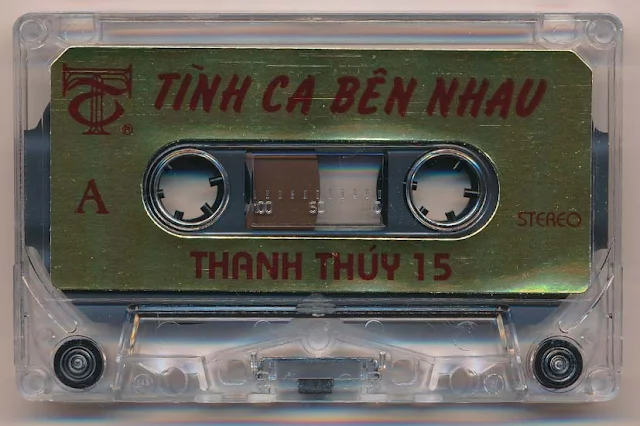 TÌNH CA BÊN NHAU
®
A
100 50 0
STEREO
THANH THÚY 15